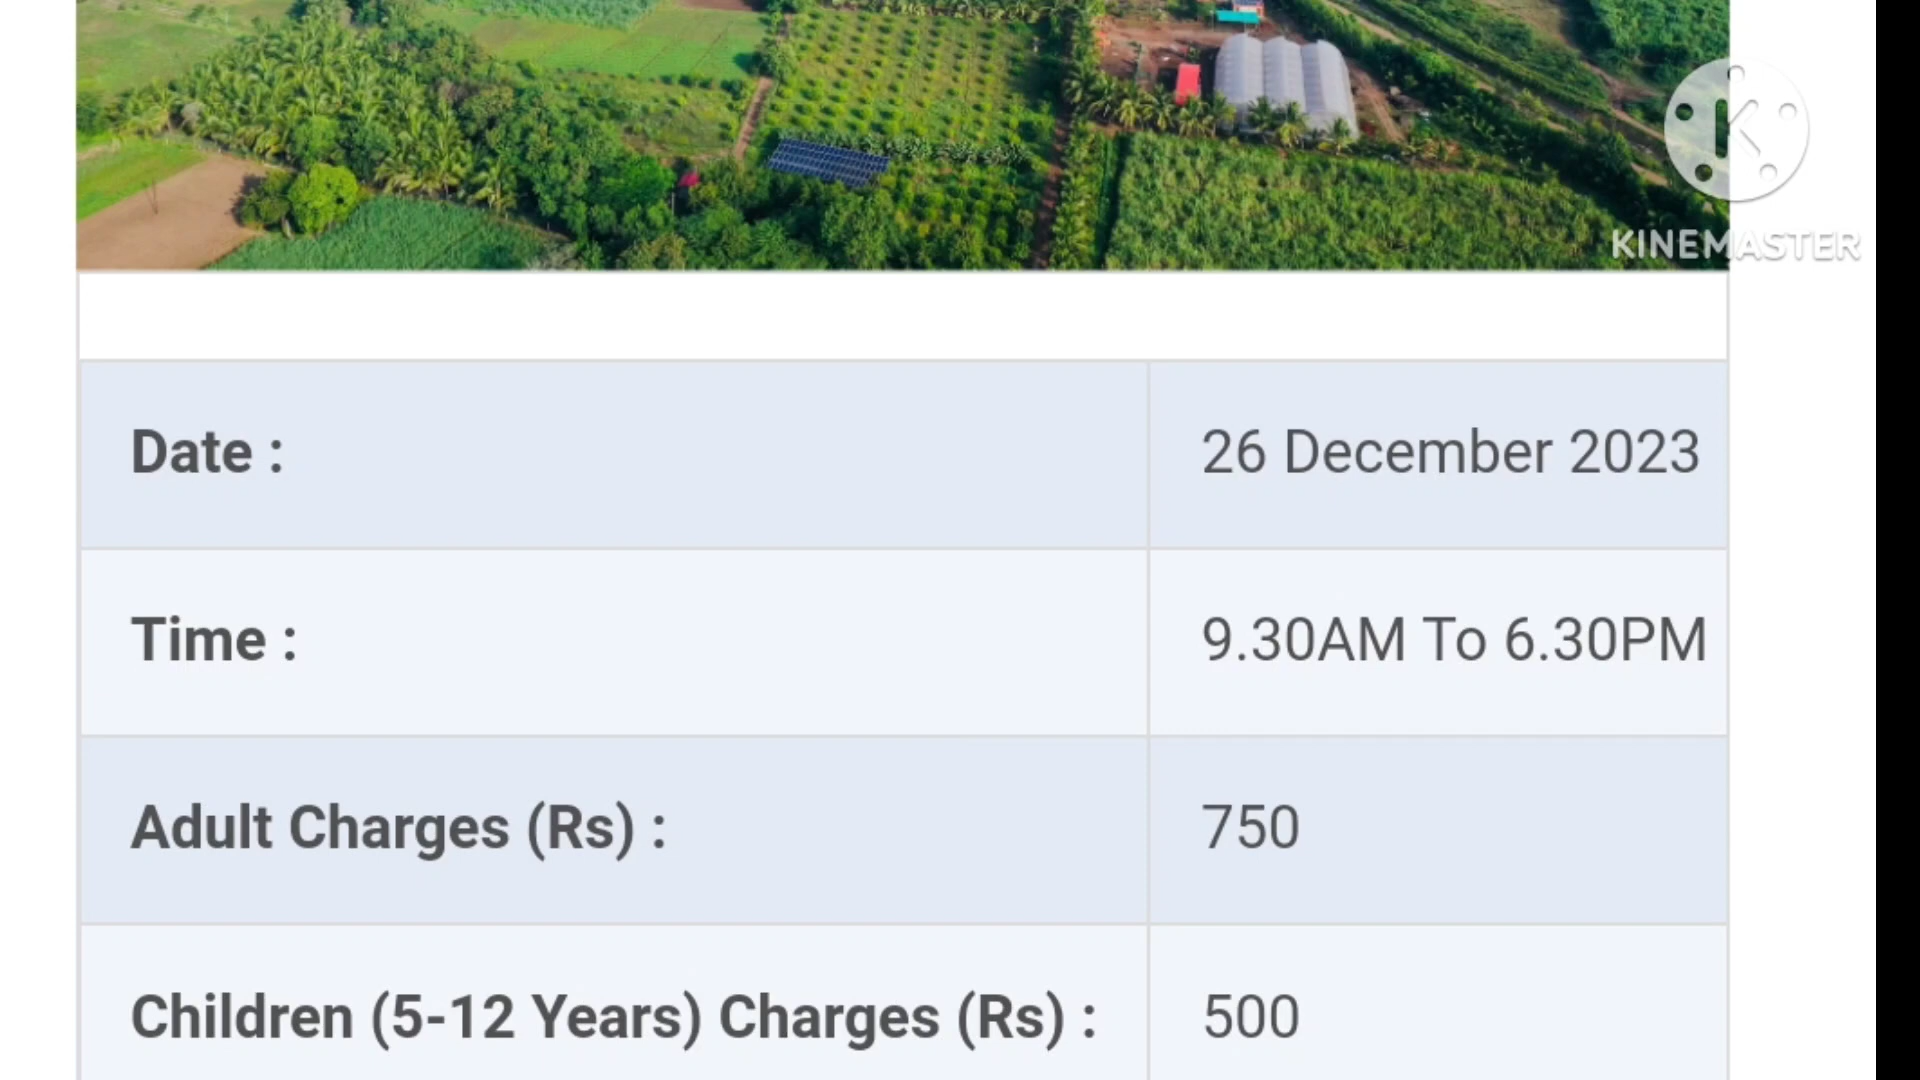 K
KINEMASTER
Date : 26 December 2023
Time : 9.30AM To 6.30PM
Adult Charges (Rs) : 750
Children (5-12 Years) Charges (Rs) : 500